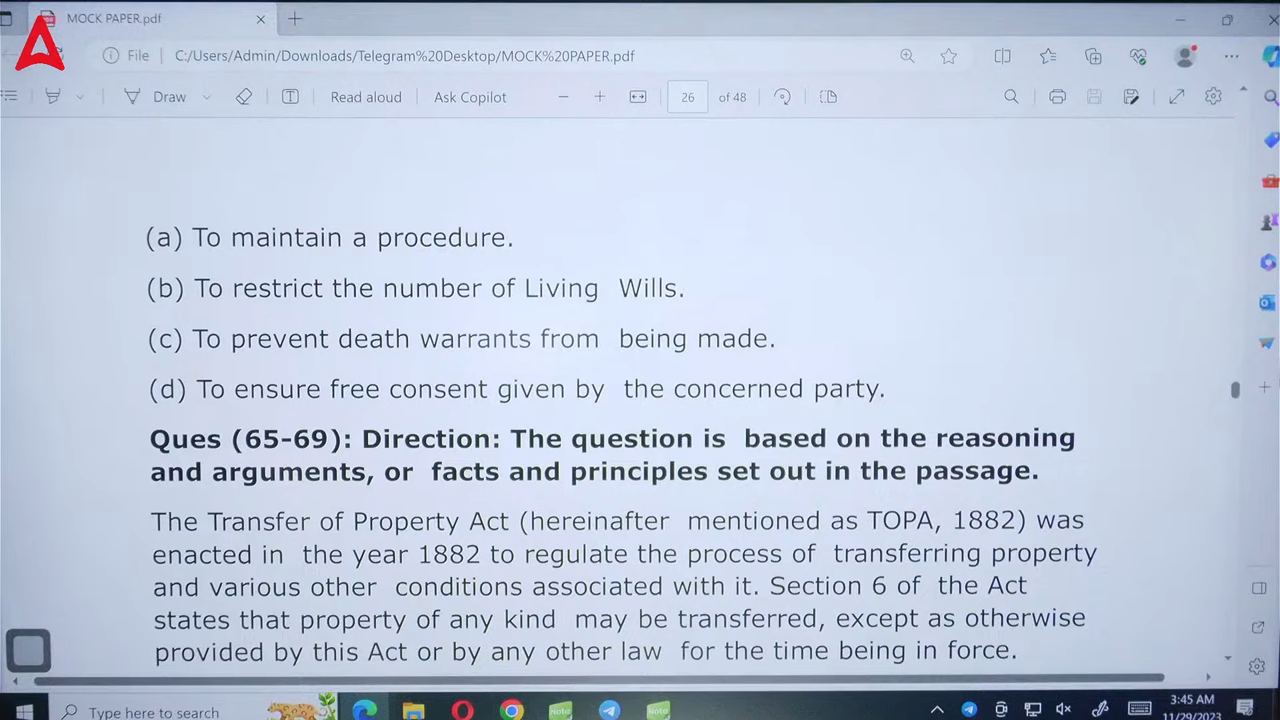 MOCK PAPER.pdf
File
C:/Users/Admin/Downloads/Telegram%20Desktop/MOCK%20PAPER.pdf
Draw
Read aloud
Ask Copilot
26
of 48
(a) To maintain a procedure.
(b) To restrict the number of Living Wills.
(c) To prevent death warrants from being made.
(d) To ensure free consent given by the concerned party.
Ques (65-69): Direction: The question is based on the reasoning
and arguments, or facts and principles set out in the passage.
The Transfer of Property Act (hereinafter mentioned as TOPA, 1882) was
enacted in the year 1882 to regulate the process of transferring property
and various other conditions associated with it. Section 6 of the Act
states that property of any kind may be transferred, except as otherwise
provided by this Act or by any other law for the time being in force.
Type here to search
Nato
Nato
3:45 AM
11/29/2023